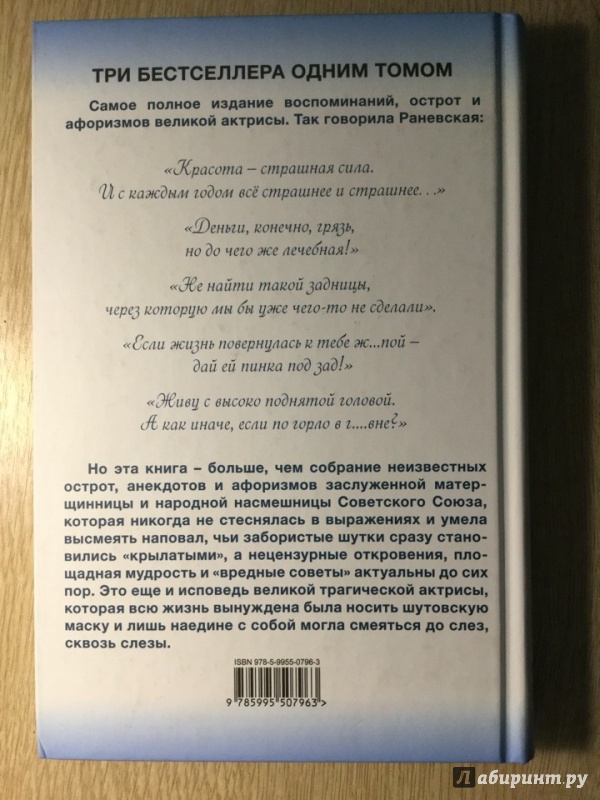 ТРИ БЕСТСЕЛЛЕРА ОДНИМ ТОМОМ
Самое полное издание воспоминаний, острот и
афоризмов великой актрисы. Так говорила Раневская:
«Красота – страшная сила.
И с каждым годом всё страшнее и страшнее...»
«Деньги, конечно, грязь,
но до чего же лечебная!»
«Не найти такой задницы,
через которую мы бы уже чего-то не сделали».
«Если жизнь повернулась к тебе ж...пой –
дай ей пинка под зад!»
«Живу с высоко поднятой головой.
А как иначе, если по горло в г....вне?»
Но эта книга – больше, чем собрание неизвестных
острот, анекдотов и афоризмов заслуженной матер-
щинницы и народной насмешницы Советского Союза,
которая никогда не стеснялась в выражениях и умела
высмеять наповал, чьи забористые шутки сразу стано-
вились «крылатыми», а нецензурные откровения, пло-
щадная мудрость и «вредные советы» актуальны до сих
пор. Это еще и исповедь великой трагической актрисы,
которая всю жизнь вынуждена была носить шутовскую
маску и лишь наедине с собой могла смеяться до слез,
сквозь слезы.
ISBN 978-5-9955-0796-3
9 785995 507963>
Лабиринт.ру